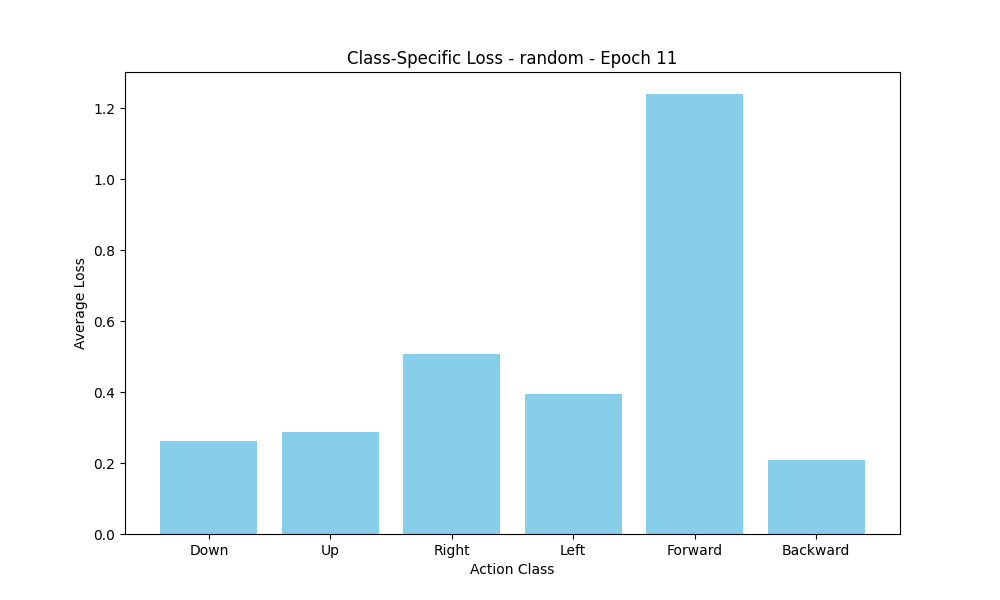 Class-Specific Loss - random - Epoch 11
1.2
1.0
0.8
0.6
0.4
0.2
0.0
Average Loss
Down Up Right Left Forward Backward
Action Class